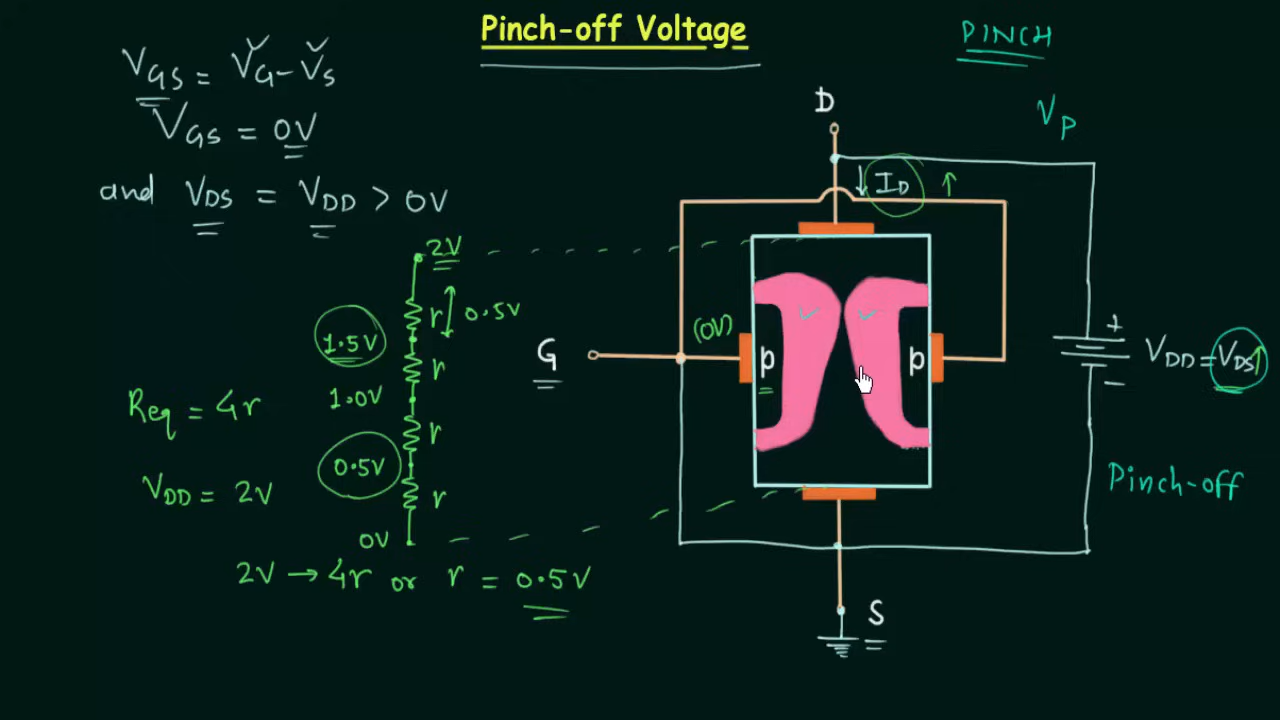 Pinch-off Voltage
PINCH
VGS = VG - VS
VGS = 0V
and VDS = VDD > 0V
D
VP
↓ ID ↑
2V
r 0.5V
1.5V
r
1.0V
r
0.5V
r
0V
Req = 4r
VDD = 2V
2V → 4r or r = 0.5V
(0V)
G
p
p
+
VDD = VDS↑
−
Pinch-off
S